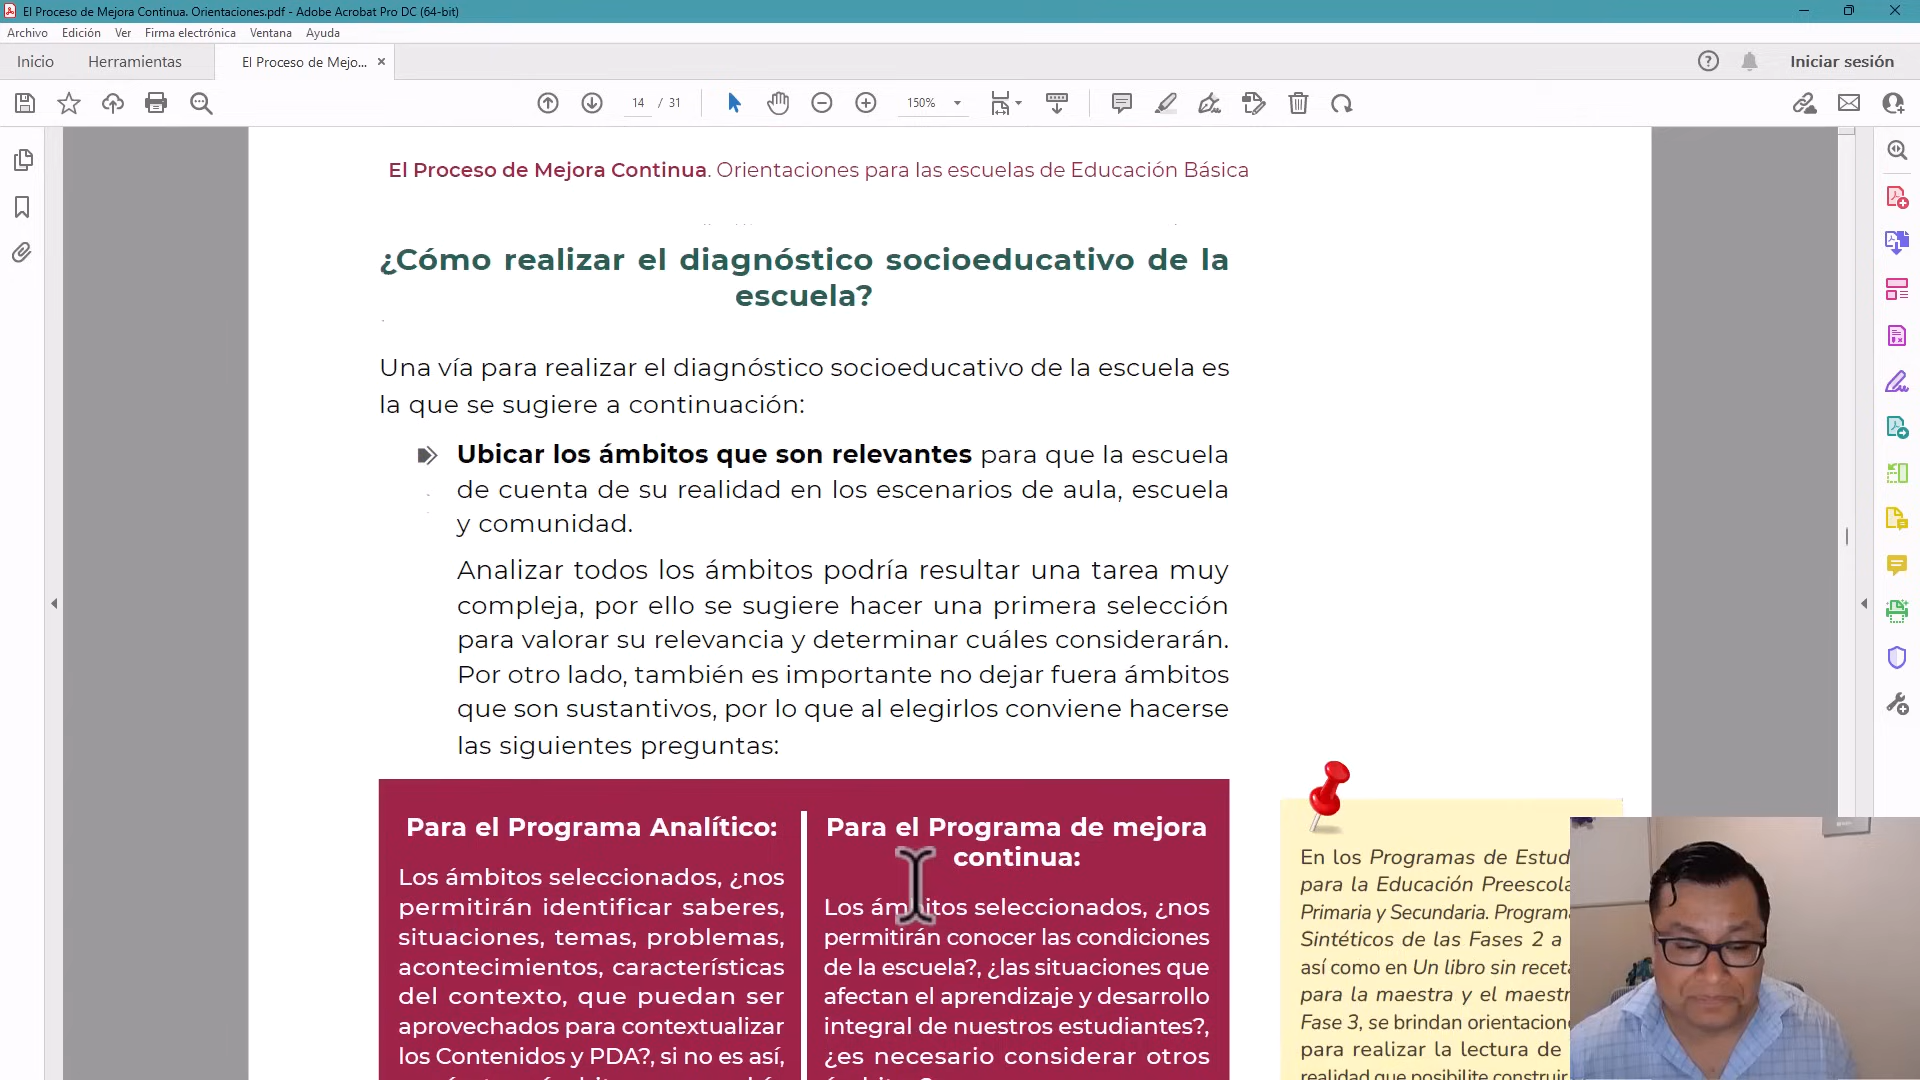 El Proceso de Mejora Continua. Orientaciones.pdf - Adobe Acrobat Pro DC (64-bit)
Archivo Edición Ver Firma electrónica Ventana Ayuda
Inicio Herramientas El Proceso de Mejo... Iniciar sesión
14 / 31 150%
El Proceso de Mejora Continua. Orientaciones para las escuelas de Educación Básica
¿Cómo realizar el diagnóstico socioeducativo de la
escuela?
Una vía para realizar el diagnóstico socioeducativo de la escuela es
la que se sugiere a continuación:
Ubicar los ámbitos que son relevantes para que la escuela
de cuenta de su realidad en los escenarios de aula, escuela
y comunidad.
Analizar todos los ámbitos podría resultar una tarea muy
compleja, por ello se sugiere hacer una primera selección
para valorar su relevancia y determinar cuáles considerarán.
Por otro lado, también es importante no dejar fuera ámbitos
que son sustantivos, por lo que al elegirlos conviene hacerse
las siguientes preguntas:
Para el Programa Analítico:
Los ámbitos seleccionados, ¿nos
permitirán identificar saberes,
situaciones, temas, problemas,
acontecimientos, características
del contexto, que puedan ser
aprovechados para contextualizar
los Contenidos y PDA?, si no es así,
Para el Programa de mejora
continua:
Los ámbitos seleccionados, ¿nos
permitirán conocer las condiciones
de la escuela?, ¿las situaciones que
afectan el aprendizaje y desarrollo
integral de nuestros estudiantes?,
¿es necesario considerar otros
En los Programas de Estud
para la Educación Preescola
Primaria y Secundaria. Program
Sintéticos de las Fases 2 a
así como en Un libro sin receta
para la maestra y el maestr
Fase 3, se brindan orientacion
para realizar la lectura de
realidad que posibilite construir